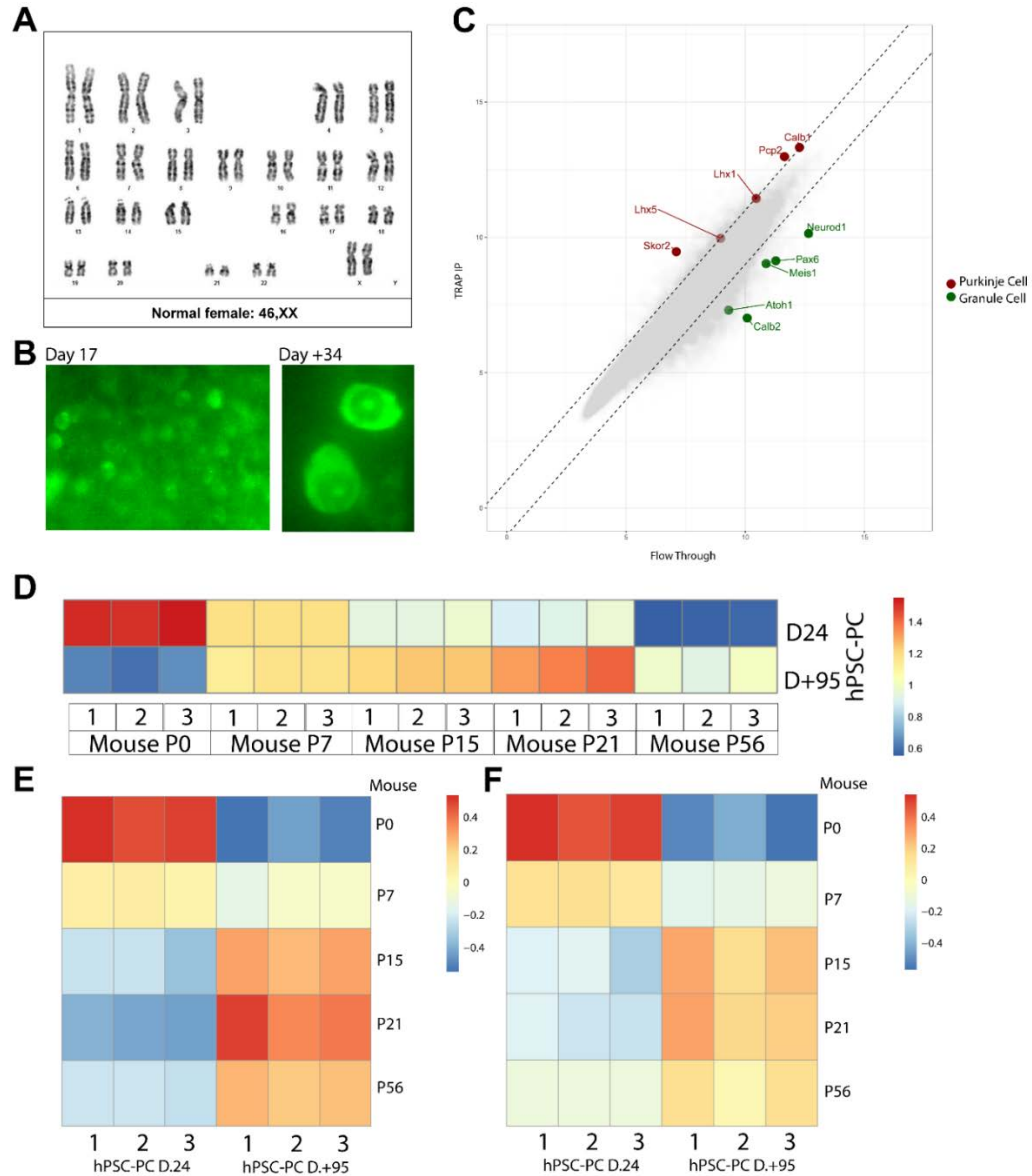 A
1 2 3 4 5
6 7 8 9 10 11 12
13 14 15 16 17 18
19 20 21 22 X Y
Normal female: 46,XX
B
Day 17 Day +34
C
15
10
5
0
0 5 10 15
TRAP IP
Flow Through
Calb1
Pcp2
Lhx1
Lhx5
Skor2
Neurod1
Pax6
Meis1
Atoh1
Calb2
Purkinje Cell
Granule Cell
D
D24
D+95
hPSC-PC
1.4
1.2
1
0.8
0.6
1 2 3 1 2 3 1 2 3 1 2 3 1 2 3
Mouse P0 Mouse P7 Mouse P15 Mouse P21 Mouse P56
E
Mouse
P0
P7
P15
P21
P56
0.4
0.2
0
−0.2
−0.4
1 2 3 1 2 3
hPSC-PC D.24 hPSC-PC D.+95
F
Mouse
P0
P7
P15
P21
P56
0.4
0.2
0
−0.2
−0.4
1 2 3 1 2 3
hPSC-PC D.24 hPSC-PC D.+95